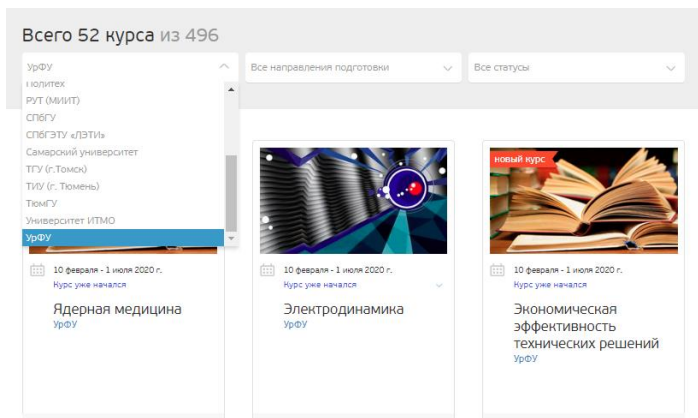 Всего 52 курса из 496
УрФУ
Все направления подготовки
Все статусы
Политех
РУТ (МИИТ)
СПбГУ
СПбГЭТУ «ЛЭТИ»
Самарский университет
ТГУ (г.Томск)
ТИУ (г. Тюмень)
ТюмГУ
Университет ИТМО
УрФУ
новый курс
10 февраля - 1 июля 2020 г.
Курс уже начался
Ядерная медицина
УрФУ
10 февраля - 1 июля 2020 г.
Курс уже начался
Электродинамика
УрФУ
10 февраля - 1 июля 2020 г.
Курс уже начался
Экономическая
эффективность
технических решений
УрФУ